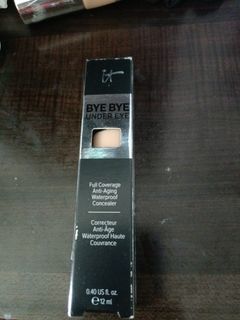 it
BYE BYE
UNDER EYE
Full Coverage
Anti-Aging
Waterproof
Concealer
Correcteur
Anti-Âge
Waterproof Haute
Couvrance
0.40 US fl. oz.
℮ 12 ml